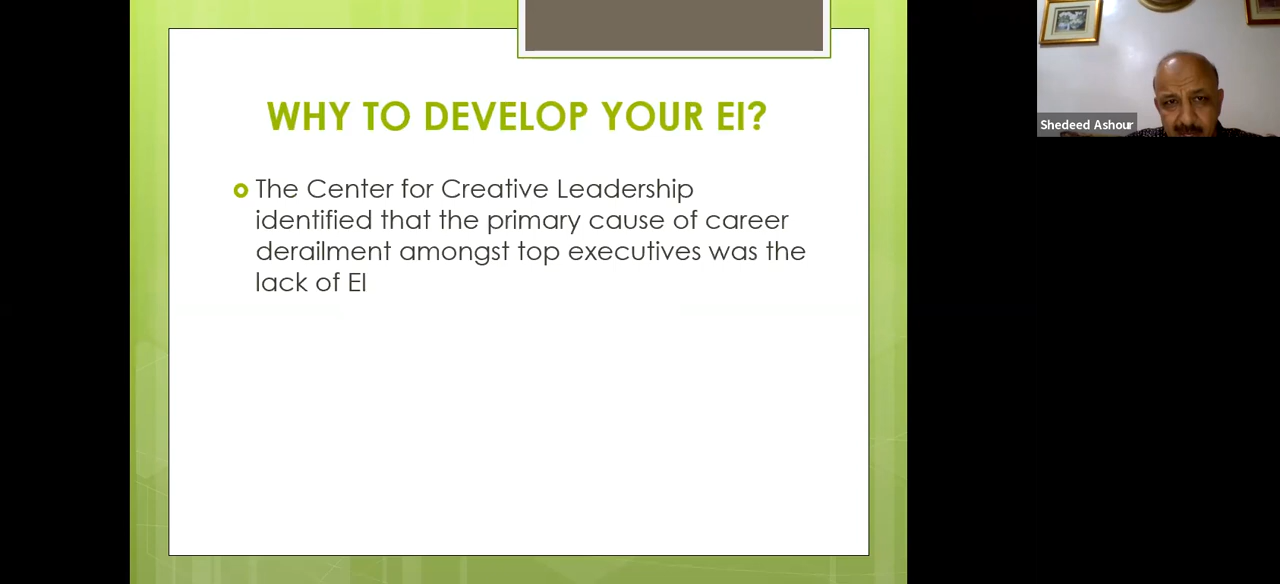 WHY TO DEVELOP YOUR EI?
The Center for Creative Leadership
identified that the primary cause of career
derailment amongst top executives was the
lack of EI
Shedeed Ashour